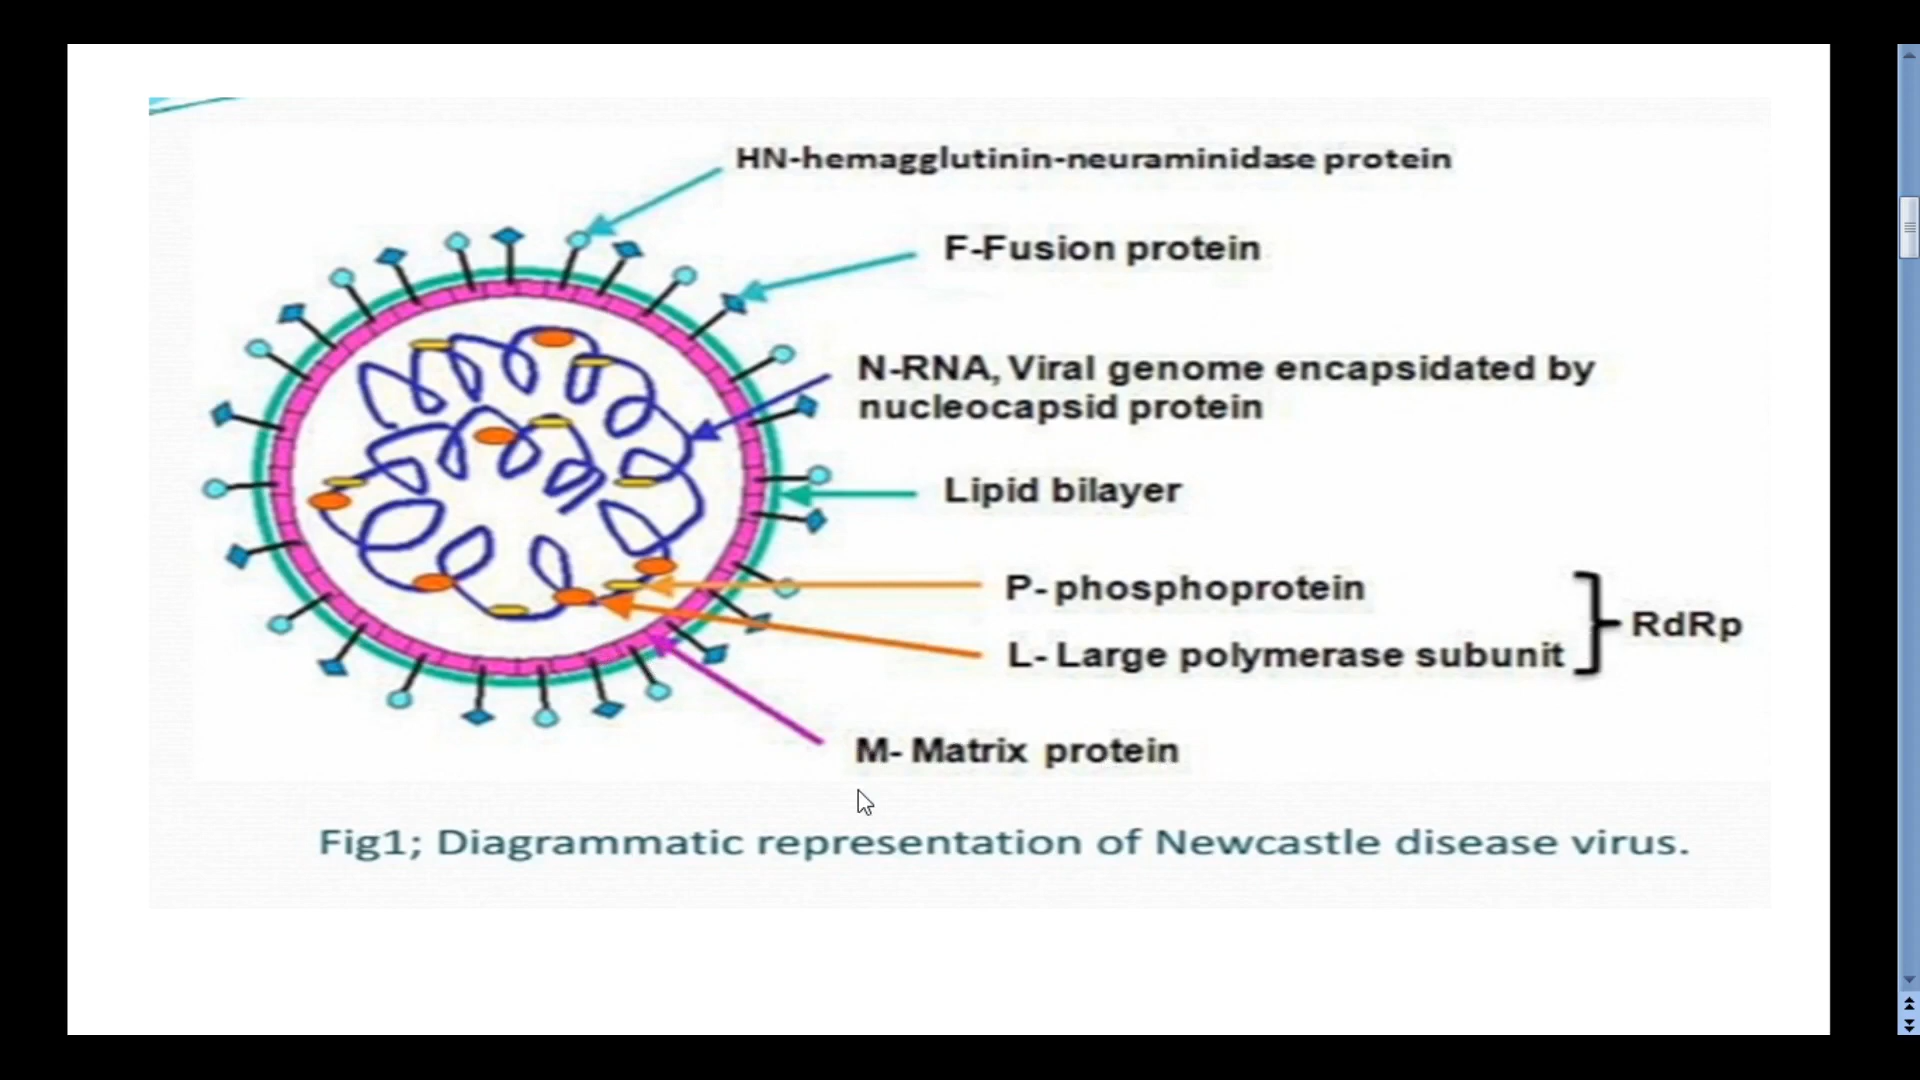 HN-hemagglutinin-neuraminidase protein
F-Fusion protein
N-RNA, Viral genome encapsidated by
nucleocapsid protein
Lipid bilayer
P- phosphoprotein
L- Large polymerase subunit
RdRp
M- Matrix protein
Fig1; Diagrammatic representation of Newcastle disease virus.